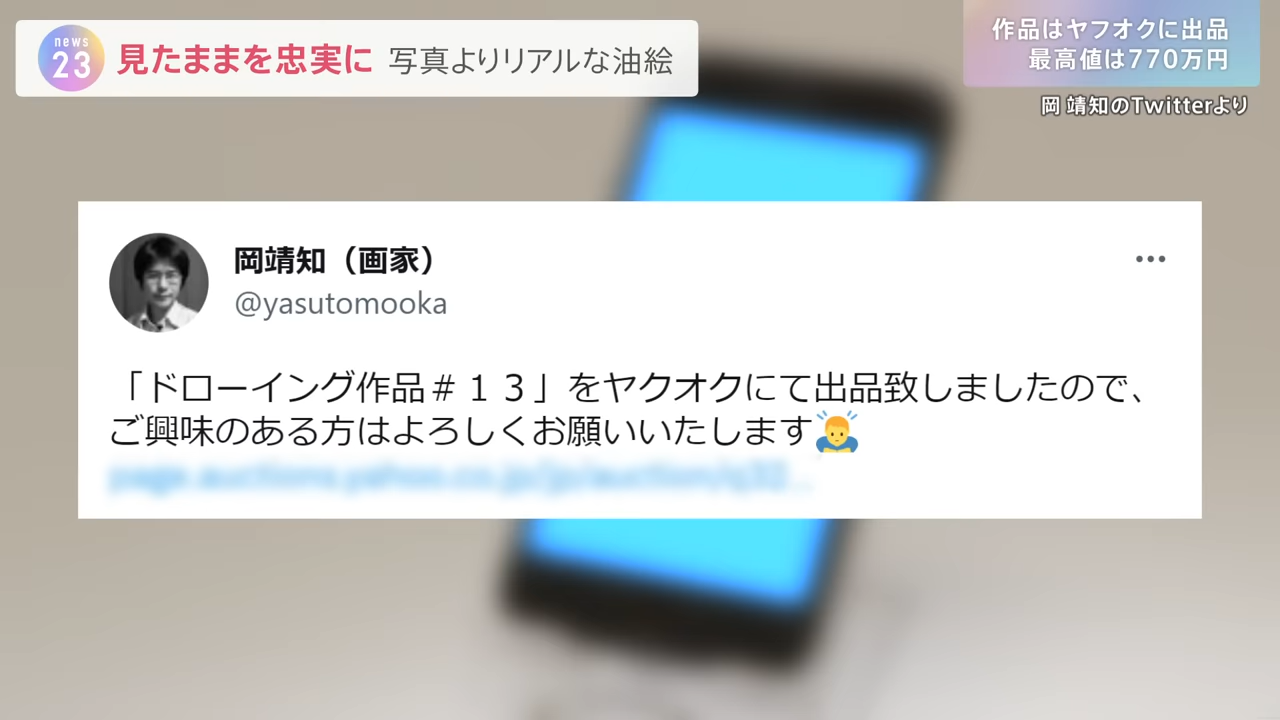 news
23
見たままを忠実に 写真よりリアルな油絵
作品はヤフオクに出品
最高値は770万円
岡 靖知のTwitterより
岡靖知（画家）
@yasutomooka
「ドローイング作品＃１３」をヤクオクにて出品致しましたので、
ご興味のある方はよろしくお願いいたします🙇‍♂️